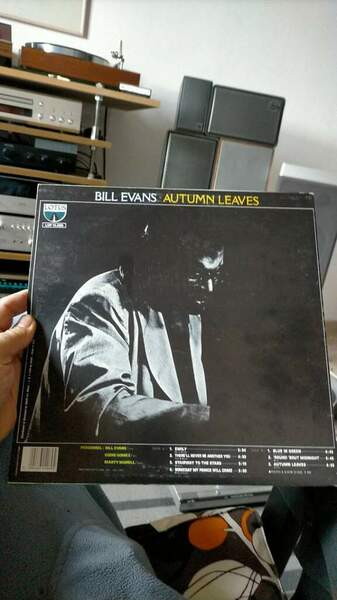 BILL EVANS AUTUMN LEAVES
LOTUS
PERSONNEL: BILL EVANS
EDDIE GOMEZ
MARTY MORELL
1. EMILY
2. THERE'LL NEVER BE ANOTHER YOU
3. STAIRWAY TO THE STARS
4. SOMEDAY MY PRINCE WILL COME
1. BLUE IN GREEN
2. 'ROUND 'BOUT MIDNIGHT
3. AUTUMN LEAVES